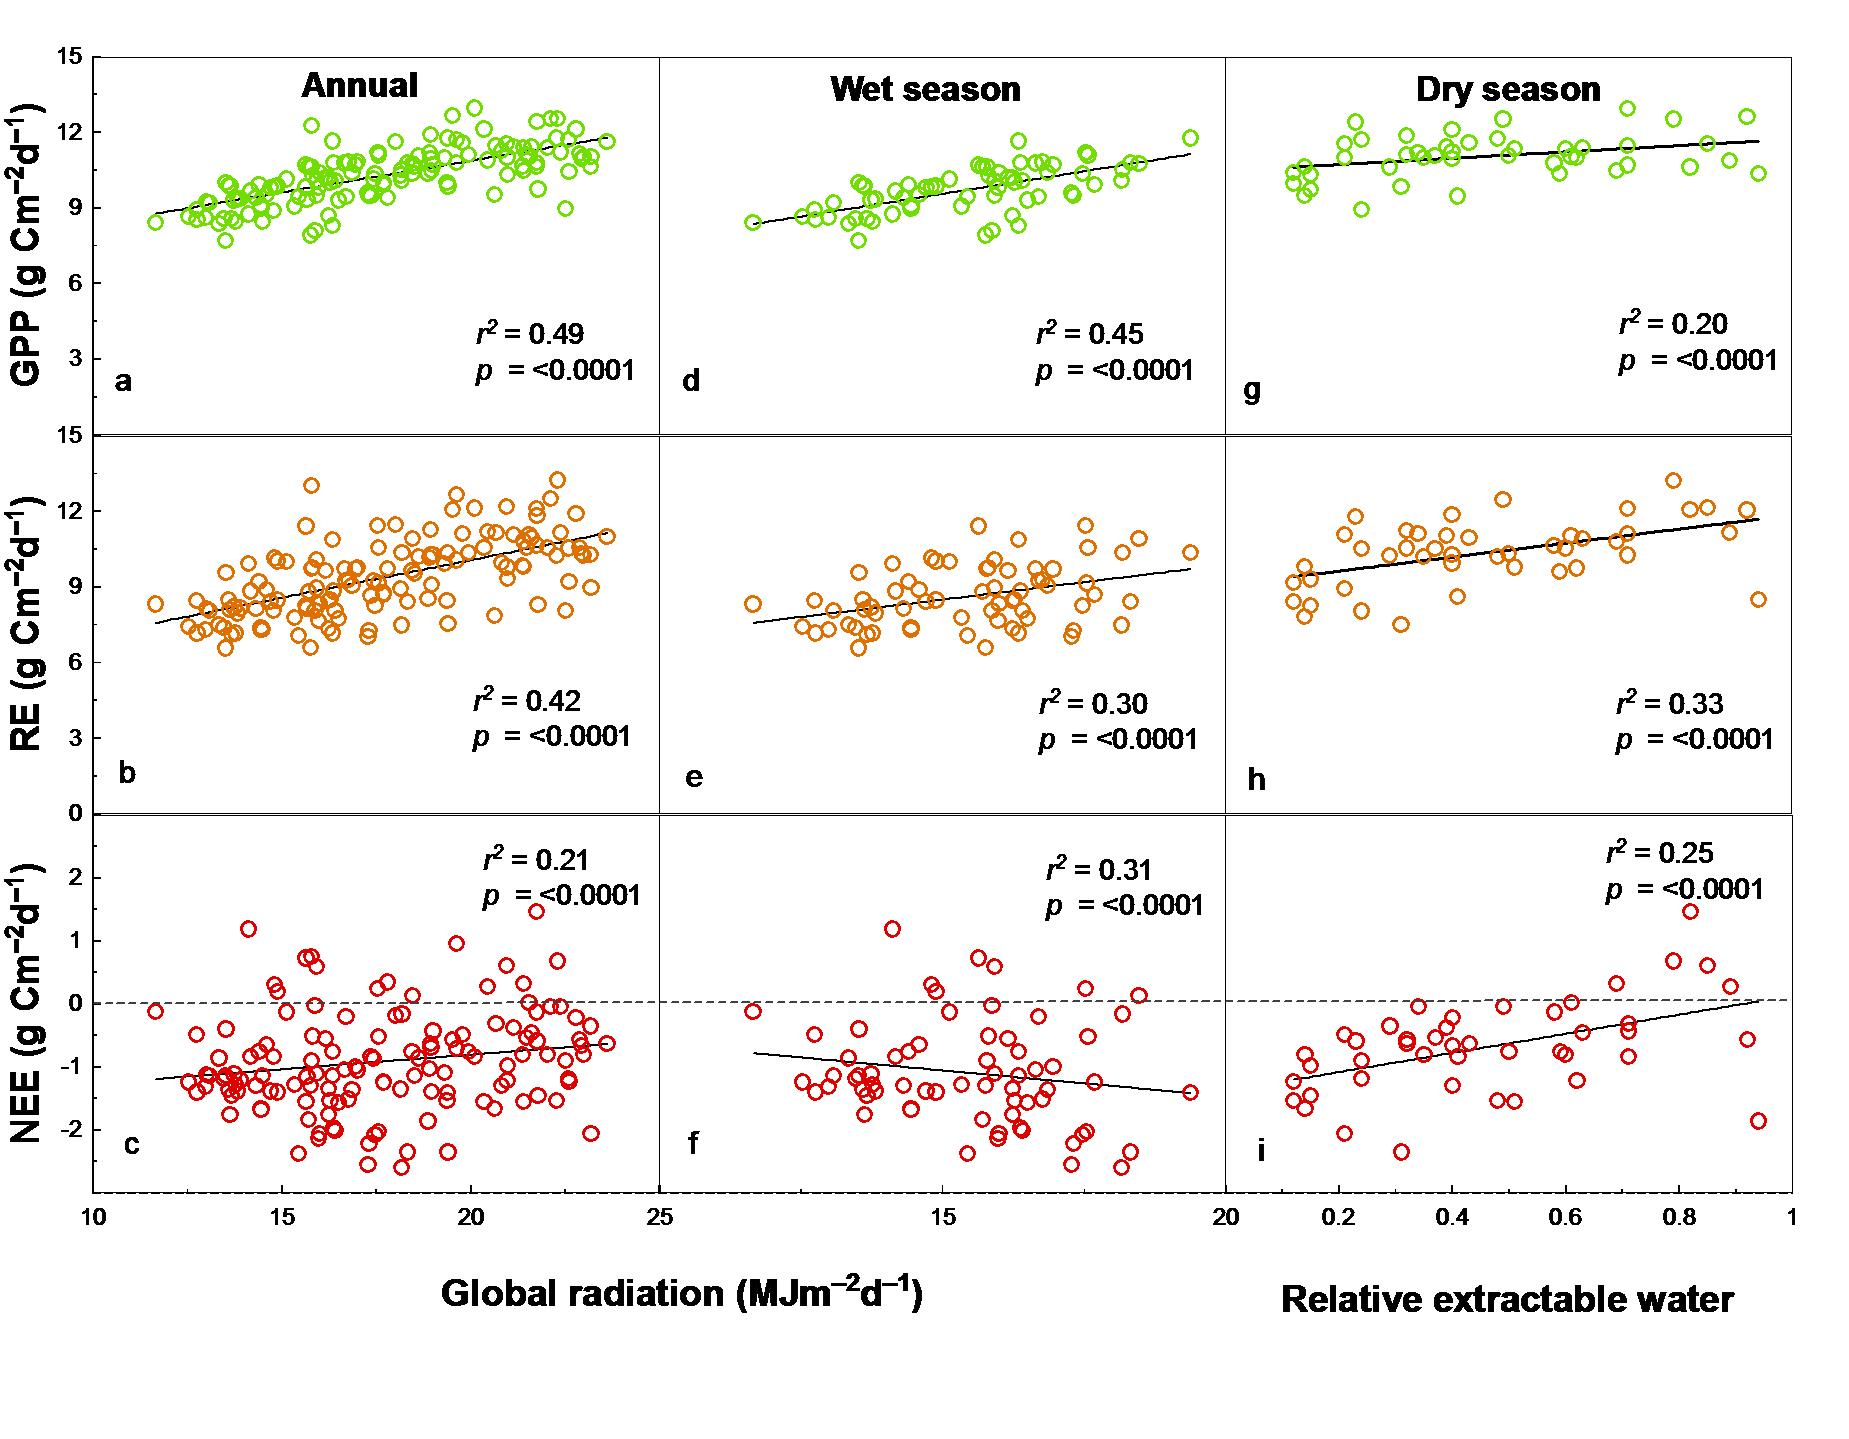 Annual
Wet season
Dry season
15
12
9
6
3
GPP (g Cm⁻²d⁻¹)
r² = 0.49
p = <0.0001
a
r² = 0.45
p = <0.0001
d
r² = 0.20
p = <0.0001
g
15
12
9
6
3
0
RE (g Cm⁻²d⁻¹)
r² = 0.42
p = <0.0001
b
r² = 0.30
p = <0.0001
e
r² = 0.33
p = <0.0001
h
2
1
0
-1
-2
NEE (g Cm⁻²d⁻¹)
r² = 0.21
p = <0.0001
c
r² = 0.31
p = <0.0001
f
r² = 0.25
p = <0.0001
i
10 15 20 25 15 20 0.2 0.4 0.6 0.8 1
Global radiation (MJm⁻²d⁻¹)
Relative extractable water